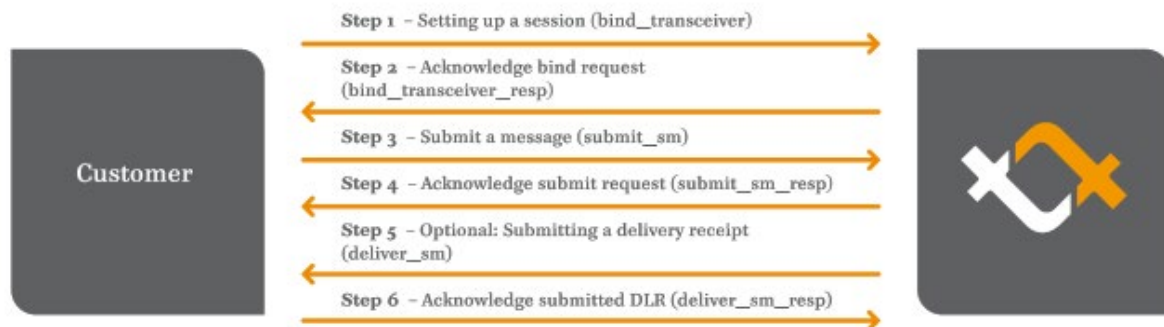 Step 1 – Setting up a session (bind_transceiver)
Step 2 – Acknowledge bind request
(bind_transceiver_resp)
Step 3 – Submit a message (submit_sm)
Customer
Step 4 – Acknowledge submit request (submit_sm_resp)
Step 5 – Optional: Submitting a delivery receipt
(deliver_sm)
Step 6 – Acknowledge submitted DLR (deliver_sm_resp)